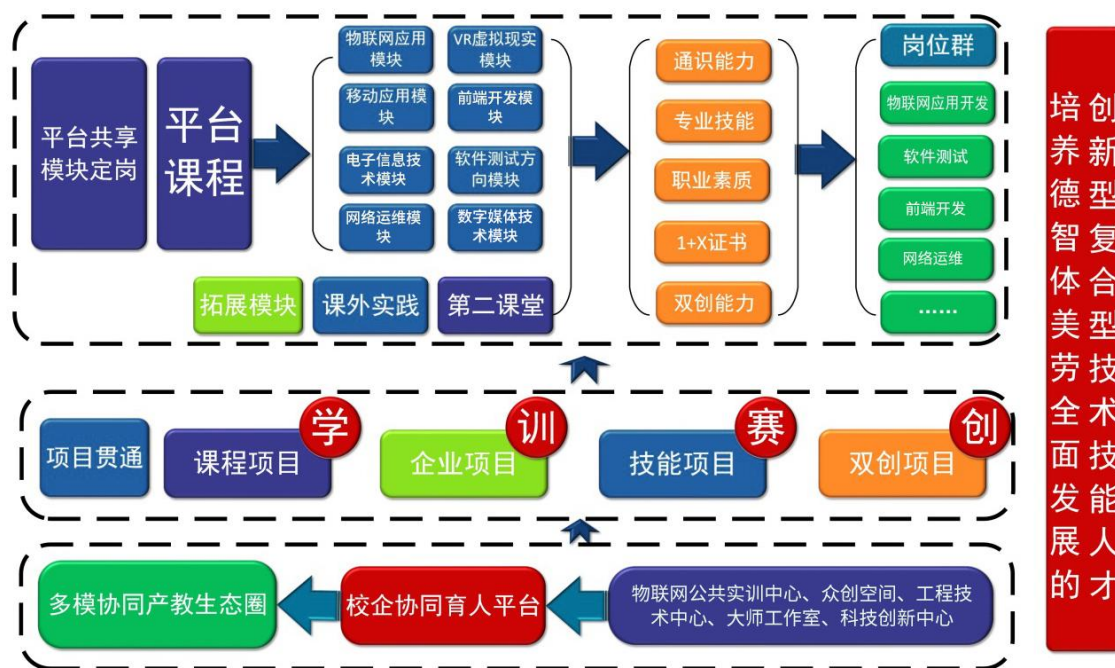 平台共享
模块定岗
平台
课程
物联网应用
模块
VR虚拟现实
模块
移动应用模
块
前端开发模
块
电子信息技
术模块
软件测试方
向模块
网络运维模
块
数字媒体技
术模块
拓展模块
课外实践
第二课堂
通识能力
专业技能
职业素质
1+X证书
双创能力
岗位群
物联网应用开发
软件测试
前端开发
网络运维
......
项目贯通
课程项目
学
企业项目
训
技能项目
赛
双创项目
创
多模协同产教生态圈
校企协同育人平台
物联网公共实训中心、众创空间、工程技
术中心、大师工作室、科技创新中心
培养德智体美劳全面发展的
创新型复合型技术技能人才